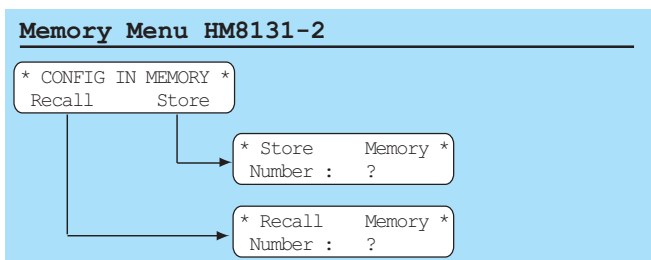 Memory Menu HM8131-2
* CONFIG IN MEMORY *
Recall Store
* Store Memory *
Number : ?
* Recall Memory *
Number : ?